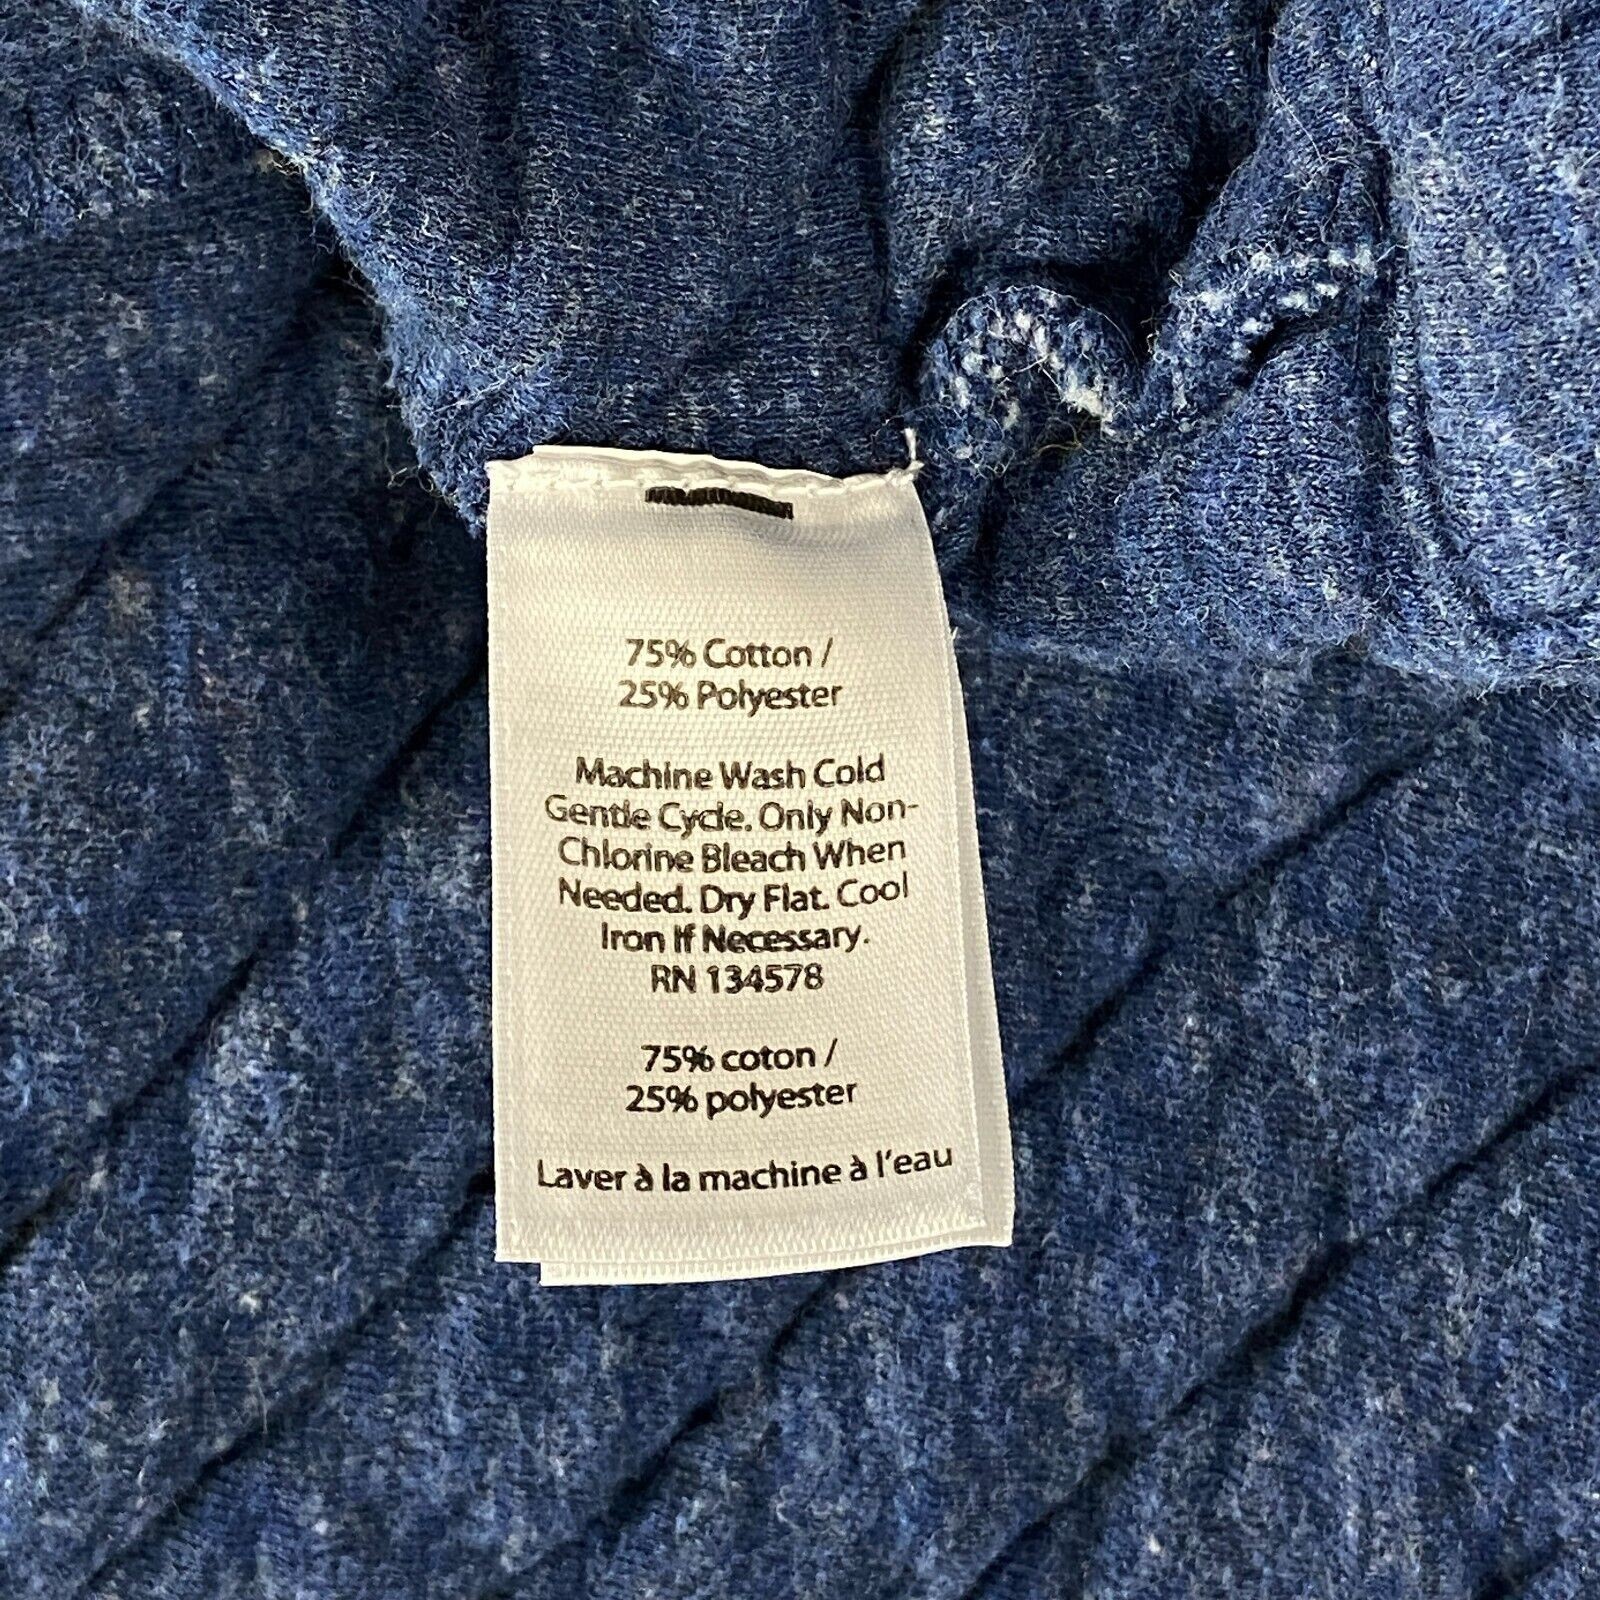 75% Cotton /
25% Polyester
Machine Wash Cold
Gentle Cycle. Only Non-
Chlorine Bleach When
Needed. Dry Flat. Cool
Iron If Necessary.
RN 134578
75% coton /
25% polyester
Laver à la machine à l'eau